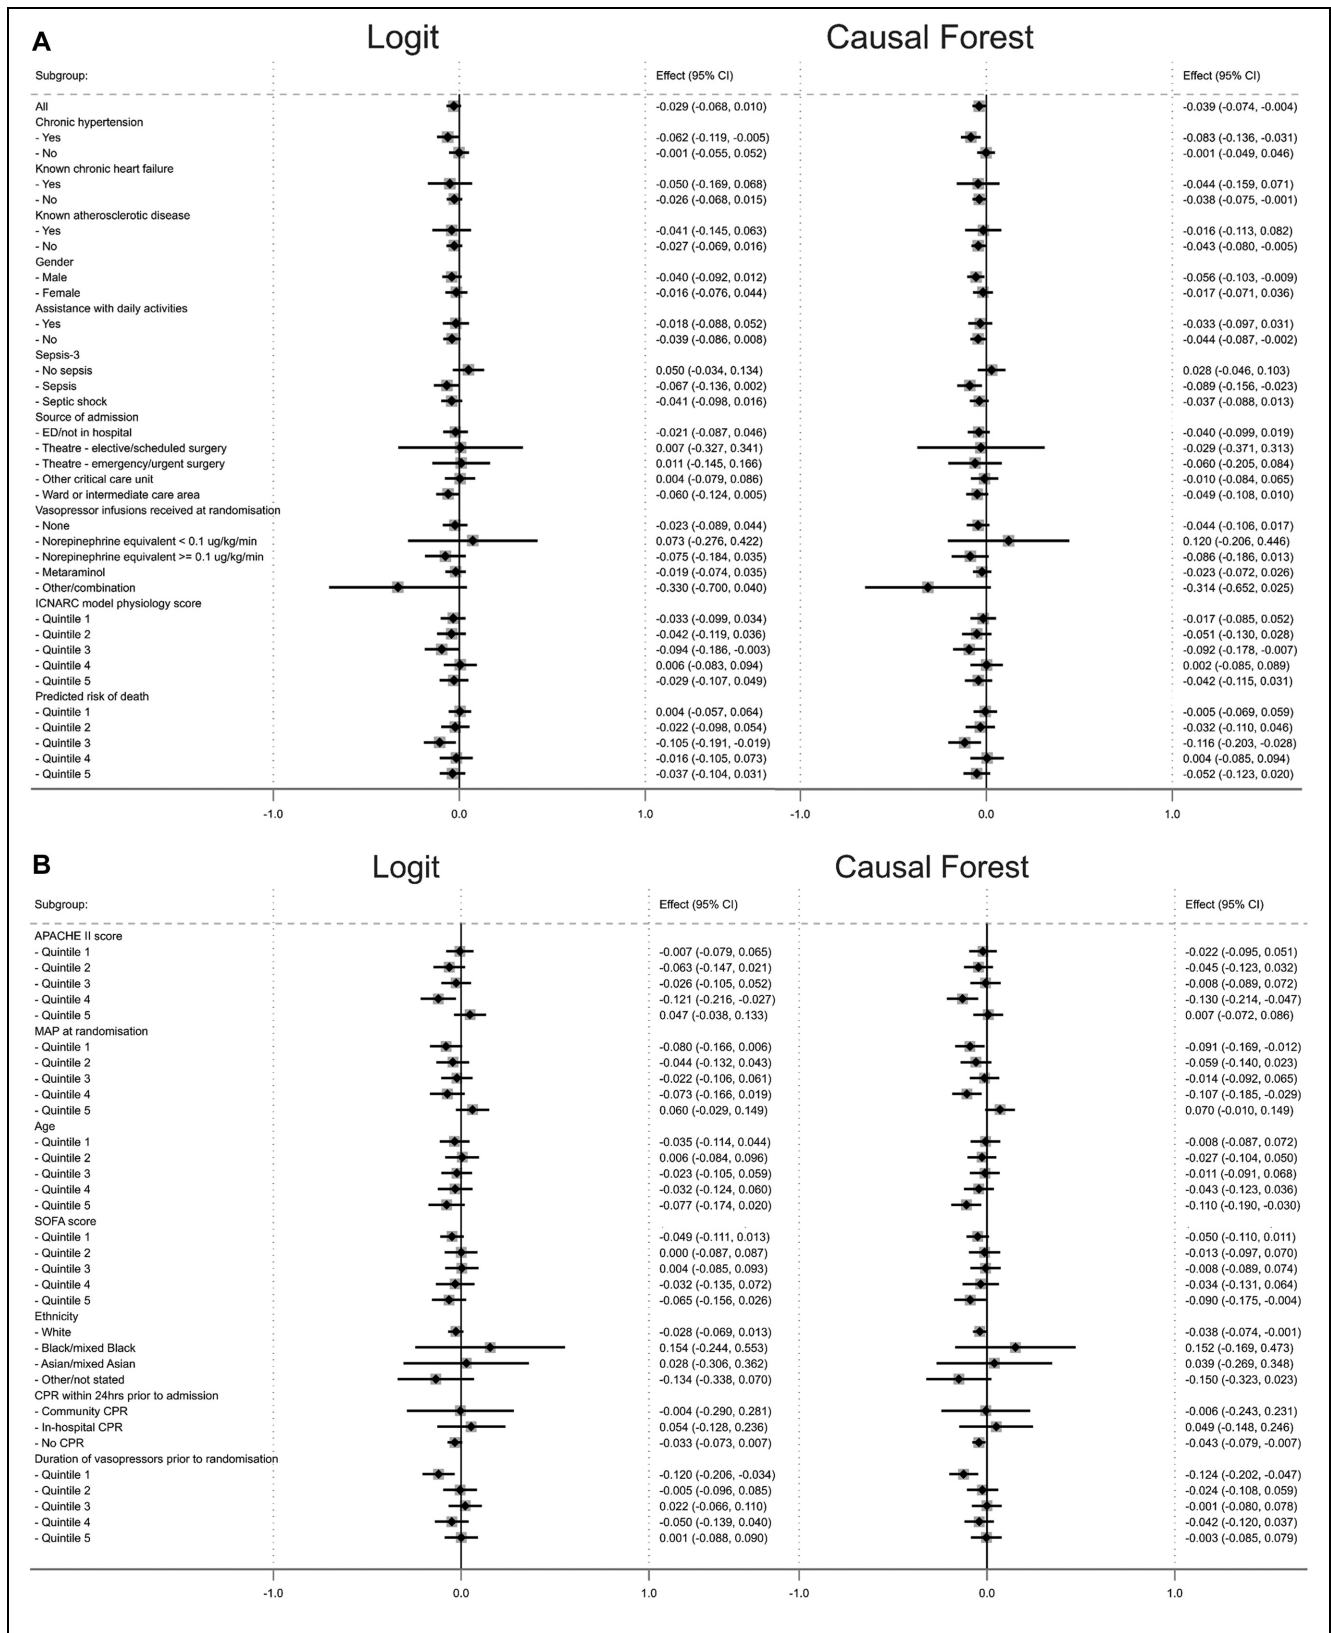 A
Logit Causal Forest
Subgroup: Effect (95% CI) Effect (95% CI)
All -0.029 (-0.068, 0.010) -0.039 (-0.074, -0.004)
Chronic hypertension
- Yes -0.062 (-0.119, -0.005) -0.083 (-0.136, -0.031)
- No -0.001 (-0.055, 0.052) -0.001 (-0.049, 0.046)
Known chronic heart failure
- Yes -0.050 (-0.169, 0.068) -0.044 (-0.159, 0.071)
- No -0.026 (-0.068, 0.015) -0.038 (-0.075, -0.001)
Known atherosclerotic disease
- Yes -0.041 (-0.145, 0.063) -0.016 (-0.113, 0.082)
- No -0.027 (-0.069, 0.016) -0.043 (-0.080, -0.005)
Gender
- Male -0.040 (-0.092, 0.012) -0.056 (-0.103, -0.009)
- Female -0.016 (-0.076, 0.044) -0.017 (-0.071, 0.036)
Assistance with daily activities
- Yes -0.018 (-0.088, 0.052) -0.033 (-0.097, 0.031)
- No -0.039 (-0.086, 0.008) -0.044 (-0.087, -0.002)
Sepsis-3
- No sepsis 0.050 (-0.034, 0.134) 0.028 (-0.046, 0.103)
- Sepsis -0.067 (-0.136, 0.002) -0.089 (-0.156, -0.023)
- Septic shock -0.041 (-0.098, 0.016) -0.037 (-0.088, 0.013)
Source of admission
- ED/not in hospital -0.021 (-0.087, 0.046) -0.040 (-0.099, 0.019)
- Theatre - elective/scheduled surgery 0.007 (-0.327, 0.341) -0.029 (-0.371, 0.313)
- Theatre - emergency/urgent surgery 0.011 (-0.145, 0.166) -0.060 (-0.205, 0.084)
- Other critical care unit 0.004 (-0.079, 0.086) -0.010 (-0.084, 0.065)
- Ward or intermediate care area -0.060 (-0.124, 0.005) -0.049 (-0.108, 0.010)
Vasopressor infusions received at randomisation
- None -0.023 (-0.089, 0.044) -0.044 (-0.106, 0.017)
- Norepinephrine equivalent < 0.1 ug/kg/min 0.073 (-0.276, 0.422) 0.120 (-0.206, 0.446)
- Norepinephrine equivalent >= 0.1 ug/kg/min -0.075 (-0.184, 0.035) -0.086 (-0.186, 0.013)
- Metaraminol -0.019 (-0.074, 0.035) -0.023 (-0.072, 0.026)
- Other/combination -0.330 (-0.700, 0.040) -0.314 (-0.652, 0.025)
ICNARC model physiology score
- Quintile 1 -0.033 (-0.099, 0.034) -0.017 (-0.085, 0.052)
- Quintile 2 -0.042 (-0.119, 0.036) -0.051 (-0.130, 0.028)
- Quintile 3 -0.094 (-0.186, -0.003) -0.092 (-0.178, -0.007)
- Quintile 4 0.006 (-0.083, 0.094) 0.002 (-0.085, 0.089)
- Quintile 5 -0.029 (-0.107, 0.049) -0.042 (-0.115, 0.031)
Predicted risk of death
- Quintile 1 0.004 (-0.057, 0.064) -0.005 (-0.069, 0.059)
- Quintile 2 -0.022 (-0.098, 0.054) -0.032 (-0.110, 0.046)
- Quintile 3 -0.105 (-0.191, -0.019) -0.116 (-0.203, -0.028)
- Quintile 4 -0.016 (-0.105, 0.073) 0.004 (-0.085, 0.094)
- Quintile 5 -0.037 (-0.104, 0.031) -0.052 (-0.123, 0.020)
-1.0 0.0 1.0 -1.0 0.0 1.0
B
Logit Causal Forest
Subgroup: Effect (95% CI) Effect (95% CI)
APACHE II score
- Quintile 1 -0.007 (-0.079, 0.065) -0.022 (-0.095, 0.051)
- Quintile 2 -0.063 (-0.147, 0.021) -0.045 (-0.123, 0.032)
- Quintile 3 -0.026 (-0.105, 0.052) -0.008 (-0.089, 0.072)
- Quintile 4 -0.121 (-0.216, -0.027) -0.130 (-0.214, -0.047)
- Quintile 5 0.047 (-0.038, 0.133) 0.007 (-0.072, 0.086)
MAP at randomisation
- Quintile 1 -0.080 (-0.166, 0.006) -0.091 (-0.169, -0.012)
- Quintile 2 -0.044 (-0.132, 0.043) -0.059 (-0.140, 0.023)
- Quintile 3 -0.022 (-0.106, 0.061) -0.014 (-0.092, 0.065)
- Quintile 4 -0.073 (-0.166, 0.019) -0.107 (-0.185, -0.029)
- Quintile 5 0.060 (-0.029, 0.149) 0.070 (-0.010, 0.149)
Age
- Quintile 1 -0.035 (-0.114, 0.044) -0.008 (-0.087, 0.072)
- Quintile 2 0.006 (-0.084, 0.096) -0.027 (-0.104, 0.050)
- Quintile 3 -0.023 (-0.105, 0.059) -0.011 (-0.091, 0.068)
- Quintile 4 -0.032 (-0.124, 0.060) -0.043 (-0.123, 0.036)
- Quintile 5 -0.077 (-0.174, 0.020) -0.110 (-0.190, -0.030)
SOFA score
- Quintile 1 -0.049 (-0.111, 0.013) -0.050 (-0.110, 0.011)
- Quintile 2 0.000 (-0.087, 0.087) -0.013 (-0.097, 0.070)
- Quintile 3 0.004 (-0.085, 0.093) -0.008 (-0.089, 0.074)
- Quintile 4 -0.032 (-0.135, 0.072) -0.034 (-0.131, 0.064)
- Quintile 5 -0.065 (-0.156, 0.026) -0.090 (-0.175, -0.004)
Ethnicity
- White -0.028 (-0.069, 0.013) -0.038 (-0.074, -0.001)
- Black/mixed Black 0.154 (-0.244, 0.553) 0.152 (-0.169, 0.473)
- Asian/mixed Asian 0.028 (-0.306, 0.362) 0.039 (-0.269, 0.348)
- Other/not stated -0.134 (-0.338, 0.070) -0.150 (-0.323, 0.023)
CPR within 24hrs prior to admission
- Community CPR -0.004 (-0.290, 0.281) -0.006 (-0.243, 0.231)
- In-hospital CPR 0.054 (-0.128, 0.236) 0.049 (-0.148, 0.246)
- No CPR -0.033 (-0.073, 0.007) -0.043 (-0.079, -0.007)
Duration of vasopressors prior to randomisation
- Quintile 1 -0.120 (-0.206, -0.034) -0.124 (-0.202, -0.047)
- Quintile 2 -0.005 (-0.096, 0.085) -0.024 (-0.108, 0.059)
- Quintile 3 0.022 (-0.066, 0.110) -0.001 (-0.080, 0.078)
- Quintile 4 -0.050 (-0.139, 0.040) -0.042 (-0.120, 0.037)
- Quintile 5 0.001 (-0.088, 0.090) -0.003 (-0.085, 0.079)
-1.0 0.0 1.0 -1.0 0.0 1.0